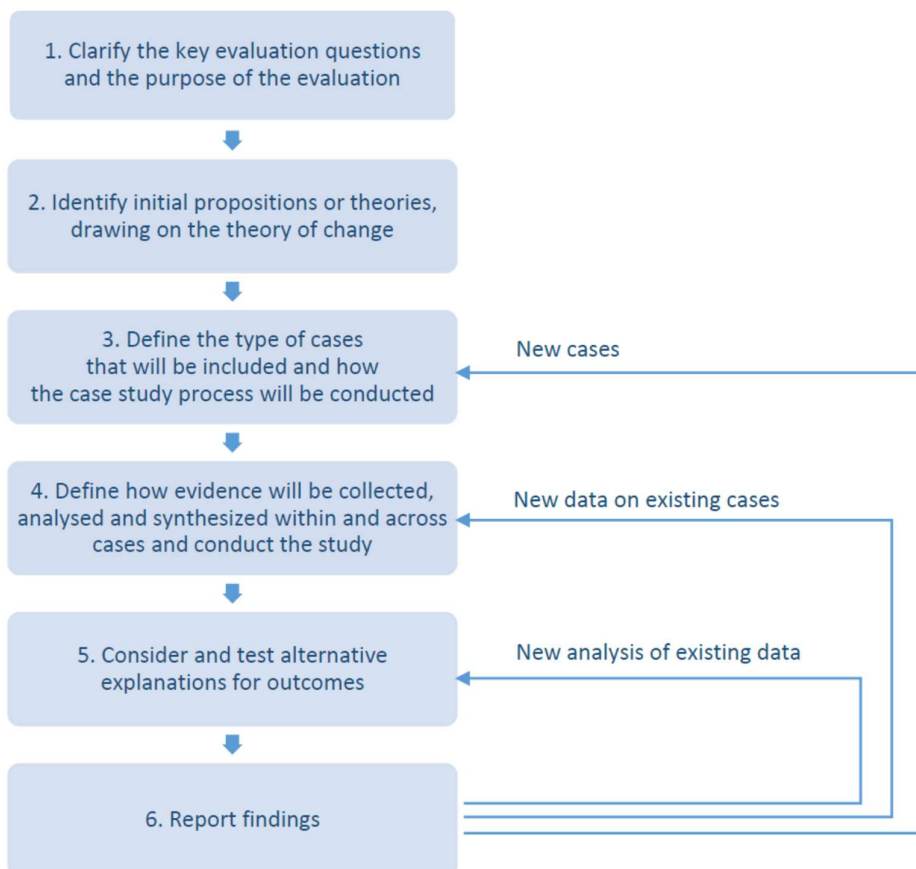 1. Clarify the key evaluation questions
and the purpose of the evaluation
2. Identify initial propositions or theories,
drawing on the theory of change
3. Define the type of cases
that will be included and how
the case study process will be conducted
New cases
4. Define how evidence will be collected,
analysed and synthesized within and across
cases and conduct the study
New data on existing cases
5. Consider and test alternative
explanations for outcomes
New analysis of existing data
6. Report findings